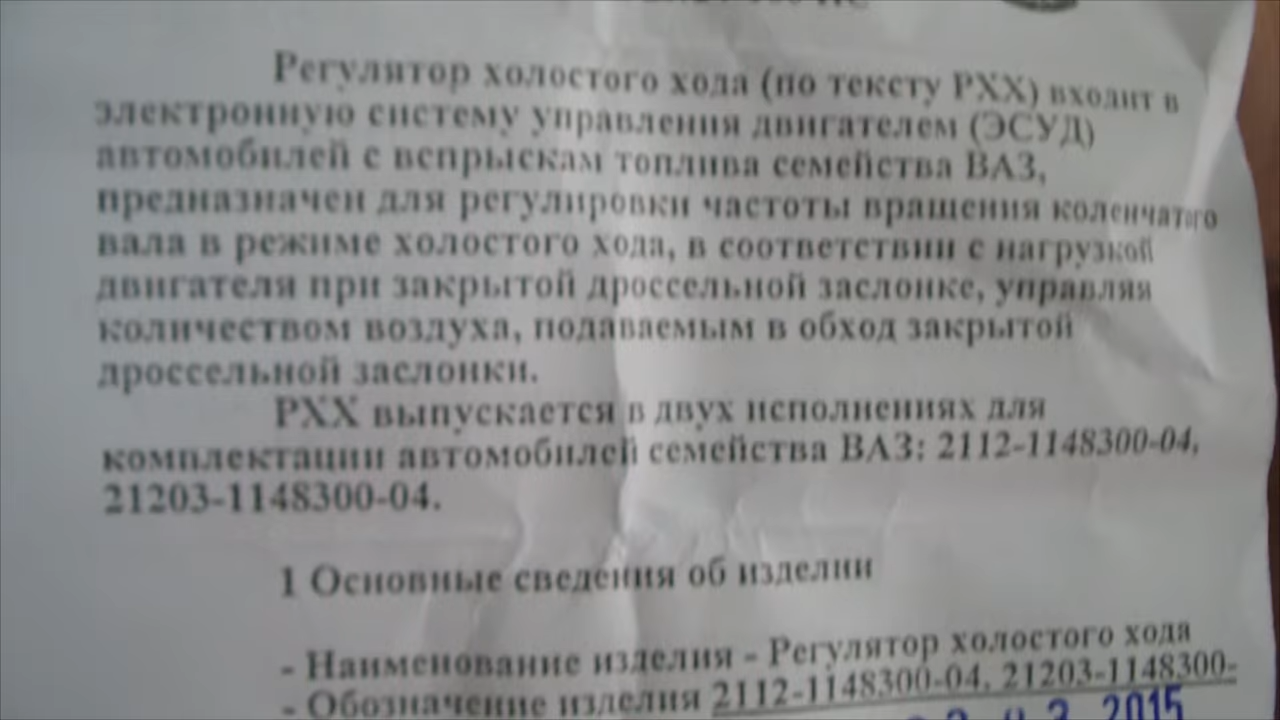 Регулятор холостого хода (по тексту РХХ) входит в
электронную систему управления двигателем (ЭСУД)
автомобилей с вспрыскам топлива семейства ВАЗ,
предназначен для регулировки частоты вращения коленчатого
вала в режиме холостого хода, в соответствии с нагрузкой
двигателя при закрытой дроссельной заслонке, управляя
количеством воздуха, подаваемым в обход закрытой
дроссельной заслонки.
РХХ выпускается в двух исполнениях для
комплектации автомобилей семейства ВАЗ: 2112-1148300-04,
21203-1148300-04.
1 Основные сведения об изделии
- Наименование изделия - Регулятор холостого хода
- Обозначение изделия 2112-1148300-04, 21203-1148300-
2015